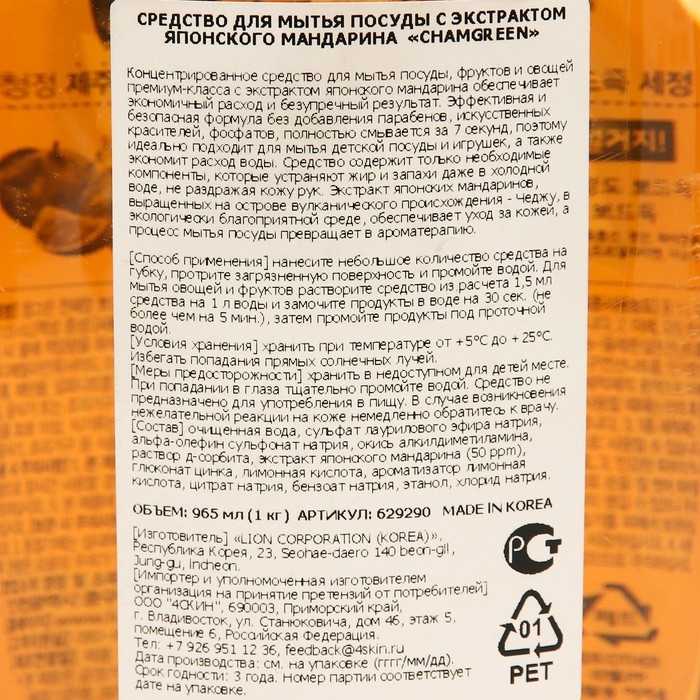 СРЕДСТВО ДЛЯ МЫТЬЯ ПОСУДЫ С ЭКСТРАКТОМ
ЯПОНСКОГО МАНДАРИНА «CHAMGREEN»
Концентрированное средство для мытья посуды, фруктов и овощей
премиум-класса с экстрактом японского мандарина обеспечивает
экономичный расход и безупречный результат. Эффективная и
безопасная формула без добавления парабенов, искусственных
красителей, фосфатов, полностью смывается за 7 секунд, поэтому
идеально подходит для мытья детской посуды и игрушек, а также
экономит расход воды. Средство содержит только необходимые
компоненты, которые устраняют жир и запахи даже в холодной
воде, не раздражая кожу рук. Экстракт японских мандаринов,
выращенных на острове вулканического происхождения - Чеджу, в
экологически благоприятной среде, обеспечивает уход за кожей, а
процесс мытья посуды превращает в ароматерапию.
[Способ применения] нанесите небольшое количество средства на
губку, протрите загрязненную поверхность и промойте водой. Для
мытья овощей и фруктов растворите средство из расчета 1,5 мл
средства на 1 л воды и замочите продукты в воде на 30 сек. (не
более чем на 5 мин.), затем промойте продукты под проточной
водой.
[Условия хранения] хранить при температуре от +5°C до +25°C.
Избегать попадания прямых солнечных лучей.
[Меры предосторожности] хранить в недоступном для детей месте.
При попадании в глаза тщательно промойте водой. Средство не
предназначено для употребления в пищу. В случае возникновения
нежелательной реакции на коже немедленно обратитесь к врачу.
[Состав] очищенная вода, сульфат лаурилового эфира натрия,
альфа-олефин сульфонат натрия, окись алкилдиметиламина,
раствор д-сорбита, экстракт японского мандарина (50 ppm),
глюконат цинка, лимонная кислота, ароматизатор лимонная
кислота, цитрат натрия, бензоат натрия, этанол, хлорид натрия.
ОБЪЕМ: 965 мл (1 кг) АРТИКУЛ: 629290 MADE IN KOREA
[Изготовитель] «LION CORPORATION (KOREA)»,
Республика Корея, 23, Seohae-daero 140 beon-gil,
Jung-gu, Incheon.
[Импортер и уполномоченная изготовителем
организация на принятие претензий от потребителей]
ООО "4СКИН", 690003, Приморский край,
г. Владивосток, ул. Станюковича, дом 46, этаж 5,
помещение 6, Российская Федерация.
Тел: +7 926 951 12 36, feedback@4skin.ru
Дата производства: см. на упаковке (гггг/мм/дд).
Срок годности: 3 года. Номер партии соответствует
дате на упаковке.
РСТ
01
PET
청정 제주
세정
뽀드득